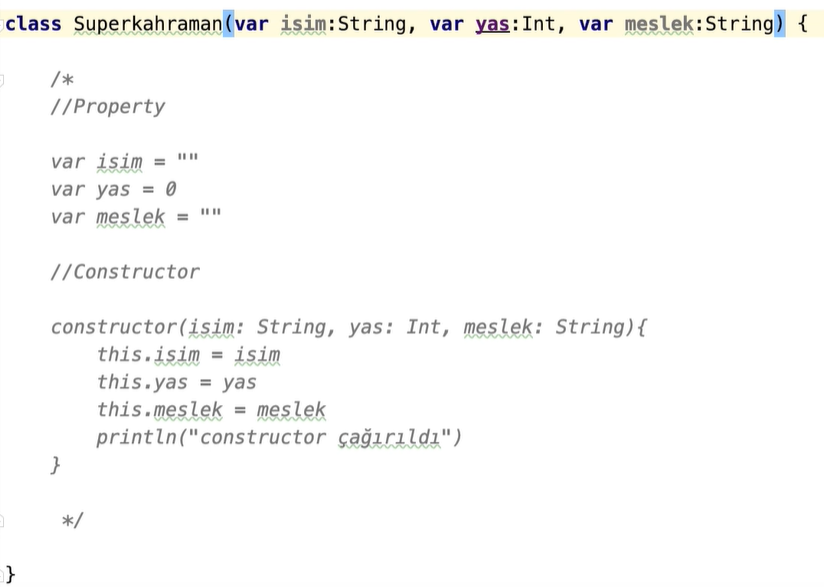 class Superkahraman(var isim:String, var yas:Int, var meslek:String) {
/*
//Property
var isim = ""
var yas = 0
var meslek = ""
//Constructor
constructor(isim: String, yas: Int, meslek: String){
this.isim = isim
this.yas = yas
this.meslek = meslek
println("constructor çağırıldı")
}
*/
}